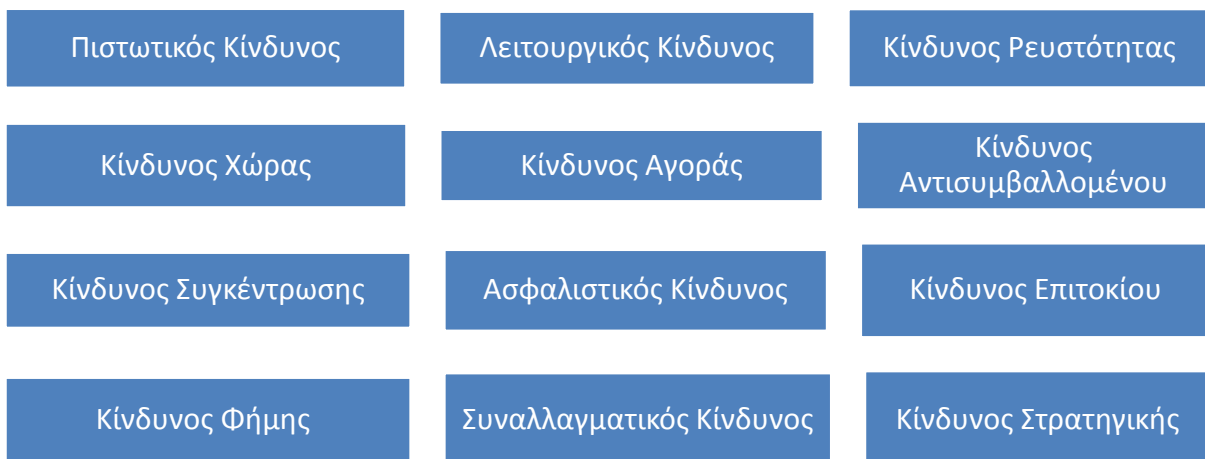 Πιστωτικός Κίνδυνος
Λειτουργικός Κίνδυνος
Κίνδυνος Ρευστότητας
Κίνδυνος Χώρας
Κίνδυνος Αγοράς
Κίνδυνος
Αντισυμβαλλομένου
Κίνδυνος Συγκέντρωσης
Ασφαλιστικός Κίνδυνος
Κίνδυνος Επιτοκίου
Κίνδυνος Φήμης
Συναλλαγματικός Κίνδυνος
Κίνδυνος Στρατηγικής